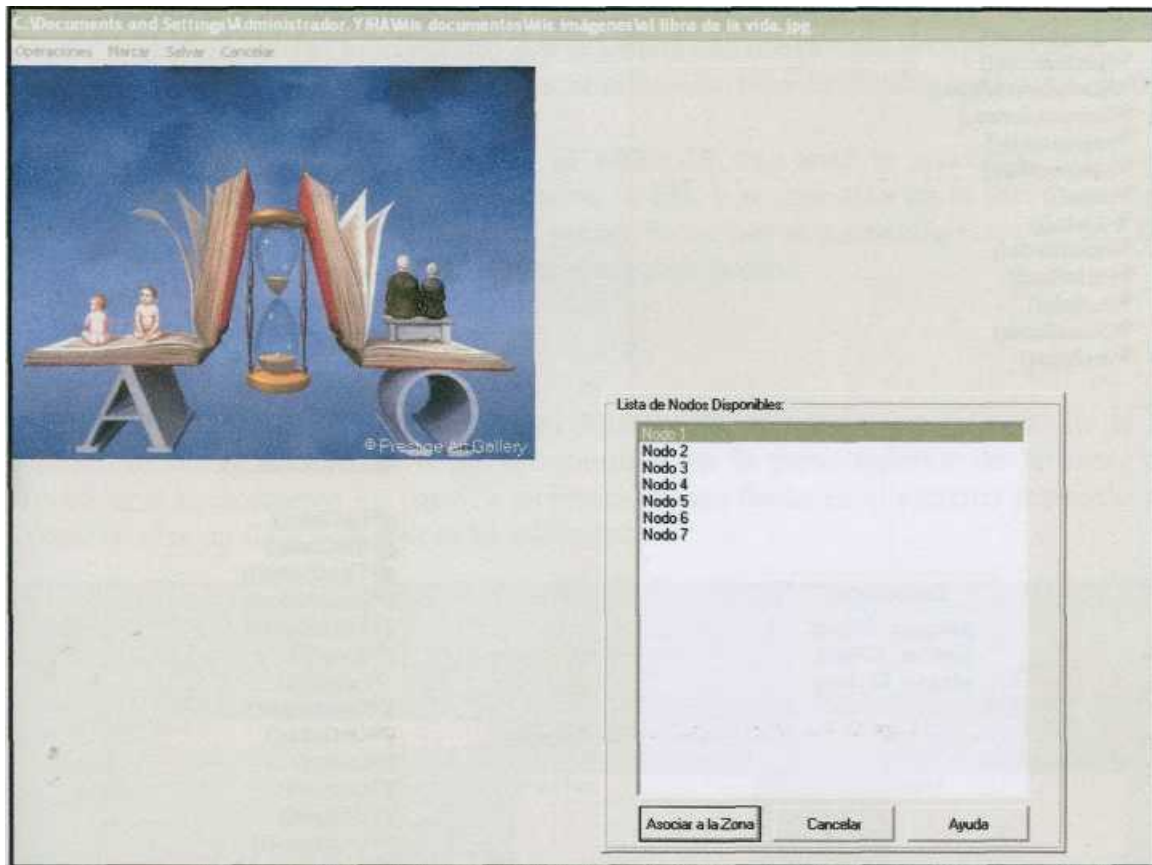 C:\Documents and Settings\Administrador.YIRA\Mis documentos\Mis imágenes\el libro de la vida.jpg
Operaciones Marcar Salvar Cancelar
© Prestige Art Gallery
Lista de Nodos Disponibles:
Nodo 1
Nodo 2
Nodo 3
Nodo 4
Nodo 5
Nodo 6
Nodo 7
Asociar a la Zona Cancelar Ayuda